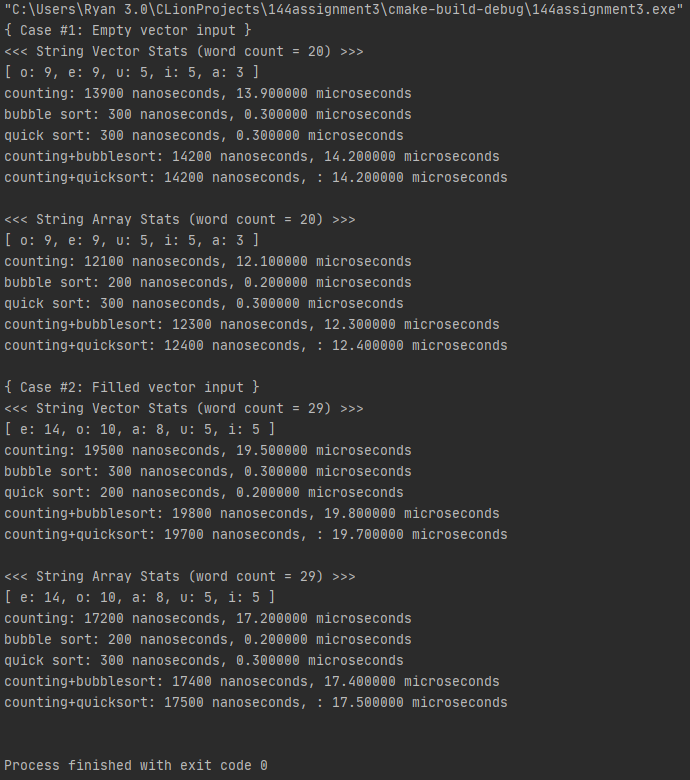 "C:\Users\Ryan 3.0\CLionProjects\144assignment3\cmake-build-debug\144assignment3.exe"
{ Case #1: Empty vector input }
<<< String Vector Stats (word count = 20) >>>
[ o: 9, e: 9, u: 5, i: 5, a: 3 ]
counting: 13900 nanoseconds, 13.900000 microseconds
bubble sort: 300 nanoseconds, 0.300000 microseconds
quick sort: 300 nanoseconds, 0.300000 microseconds
counting+bubblesort: 14200 nanoseconds, 14.200000 microseconds
counting+quicksort: 14200 nanoseconds, : 14.200000 microseconds

<<< String Array Stats (word count = 20) >>>
[ o: 9, e: 9, u: 5, i: 5, a: 3 ]
counting: 12100 nanoseconds, 12.100000 microseconds
bubble sort: 200 nanoseconds, 0.200000 microseconds
quick sort: 300 nanoseconds, 0.300000 microseconds
counting+bubblesort: 12300 nanoseconds, 12.300000 microseconds
counting+quicksort: 12400 nanoseconds, : 12.400000 microseconds

{ Case #2: Filled vector input }
<<< String Vector Stats (word count = 29) >>>
[ e: 14, o: 10, a: 8, u: 5, i: 5 ]
counting: 19500 nanoseconds, 19.500000 microseconds
bubble sort: 300 nanoseconds, 0.300000 microseconds
quick sort: 200 nanoseconds, 0.200000 microseconds
counting+bubblesort: 19800 nanoseconds, 19.800000 microseconds
counting+quicksort: 19700 nanoseconds, : 19.700000 microseconds

<<< String Array Stats (word count = 29) >>>
[ e: 14, o: 10, a: 8, u: 5, i: 5 ]
counting: 17200 nanoseconds, 17.200000 microseconds
bubble sort: 200 nanoseconds, 0.200000 microseconds
quick sort: 300 nanoseconds, 0.300000 microseconds
counting+bubblesort: 17400 nanoseconds, 17.400000 microseconds
counting+quicksort: 17500 nanoseconds, : 17.500000 microseconds

Process finished with exit code 0